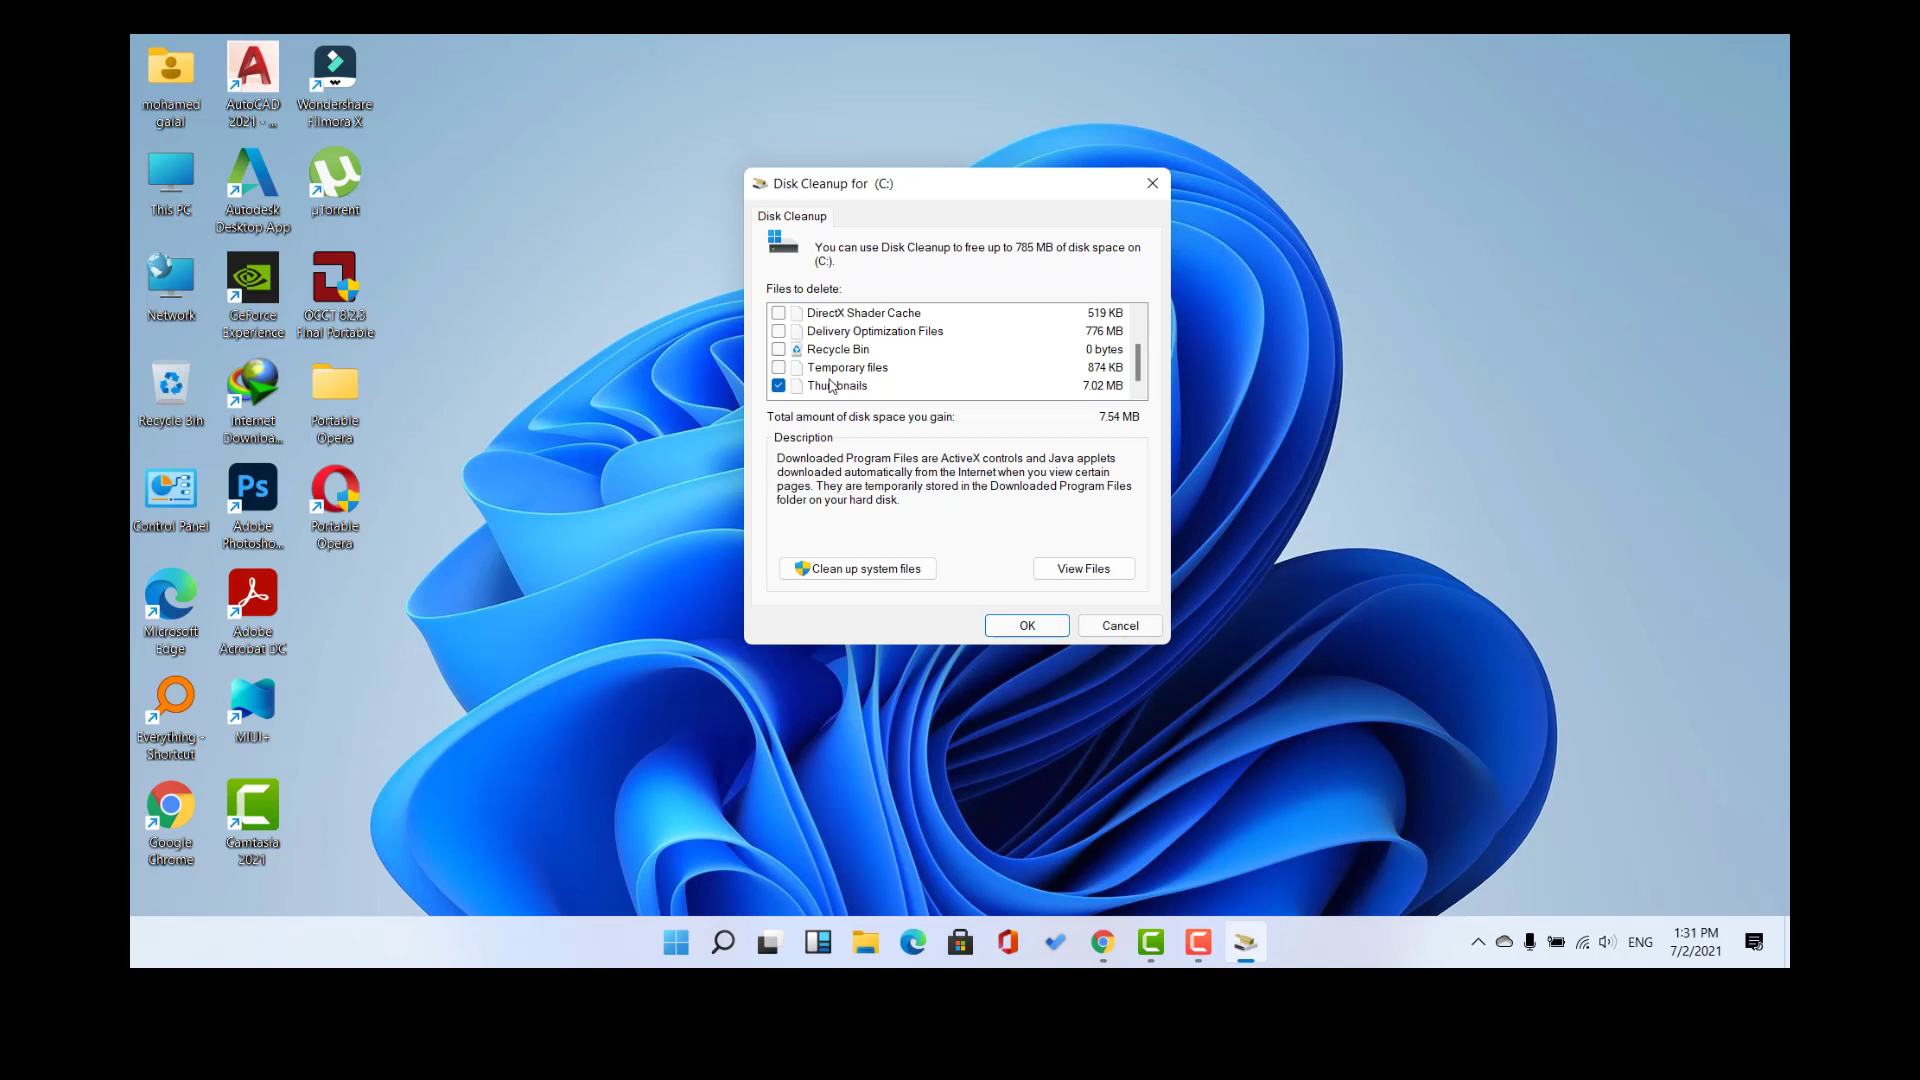 mohamed
galal
AutoCAD
2021 - ...
Wondershare
Filmora X
This PC
Autodesk
Desktop App
µTorrent
Network
GeForce
Experience
OCCT 8.2.3
Final Portable
Recycle Bin
Internet
Downloa...
Portable
Opera
Control Panel
Ps
Adobe
Photosho...
Portable
Opera
Microsoft
Edge
Adobe
Acrobat DC
Everything -
Shortcut
MIUI+
Google
Chrome
Camtasia
2021
Disk Cleanup for (C:)
Disk Cleanup
You can use Disk Cleanup to free up to 785 MB of disk space on
(C:).
Files to delete:
DirectX Shader Cache 519 KB
Delivery Optimization Files 776 MB
Recycle Bin 0 bytes
Temporary files 874 KB
Thumbnails 7.02 MB
Total amount of disk space you gain: 7.54 MB
Description
Downloaded Program Files are ActiveX controls and Java applets
downloaded automatically from the Internet when you view certain
pages. They are temporarily stored in the Downloaded Program Files
folder on your hard disk.
Clean up system files
View Files
OK
Cancel
ENG
1:31 PM
7/2/2021